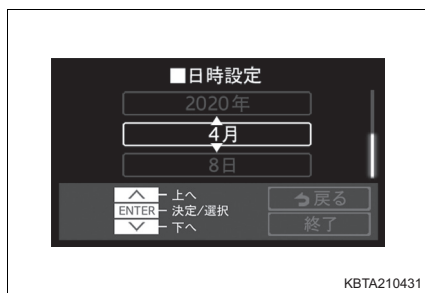 ■日時設定
2020年
4月
8日
上へ
ENTER 決定/選択
下へ
戻る
終了
KBTA210431